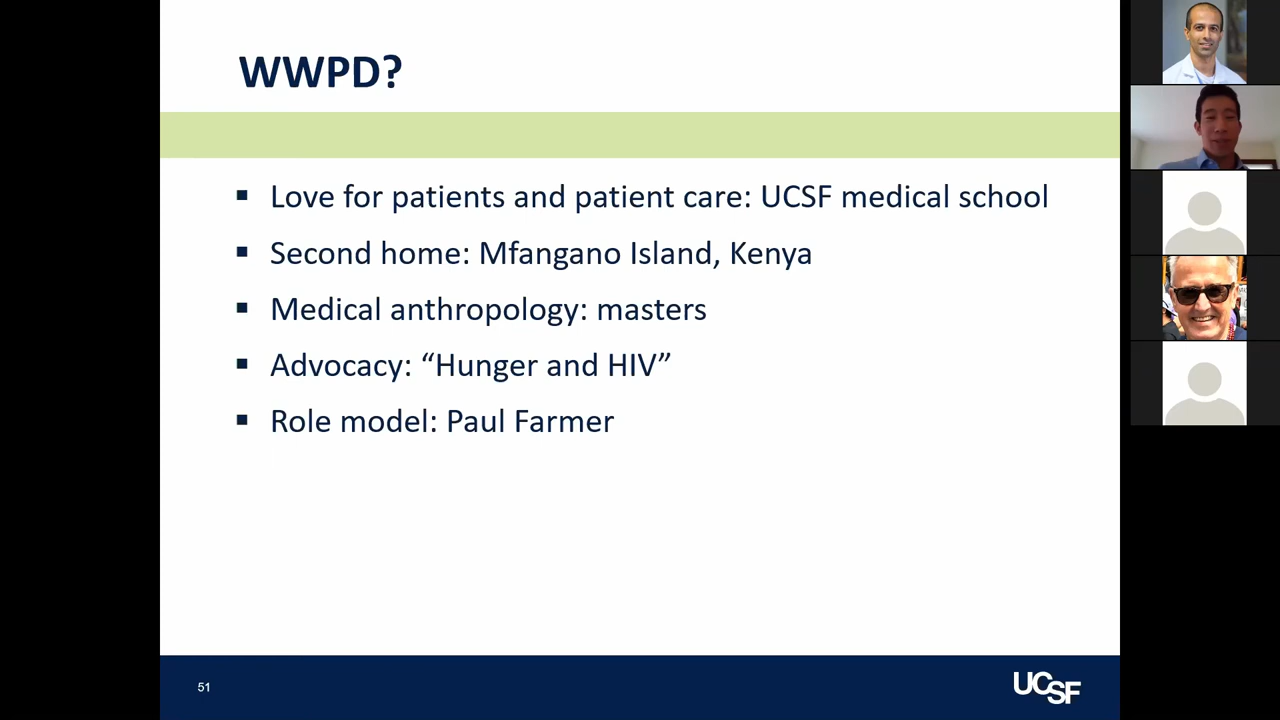 WWPD?
▪ Love for patients and patient care: UCSF medical school
▪ Second home: Mfangano Island, Kenya
▪ Medical anthropology: masters
▪ Advocacy: “Hunger and HIV”
▪ Role model: Paul Farmer
51
UCSF